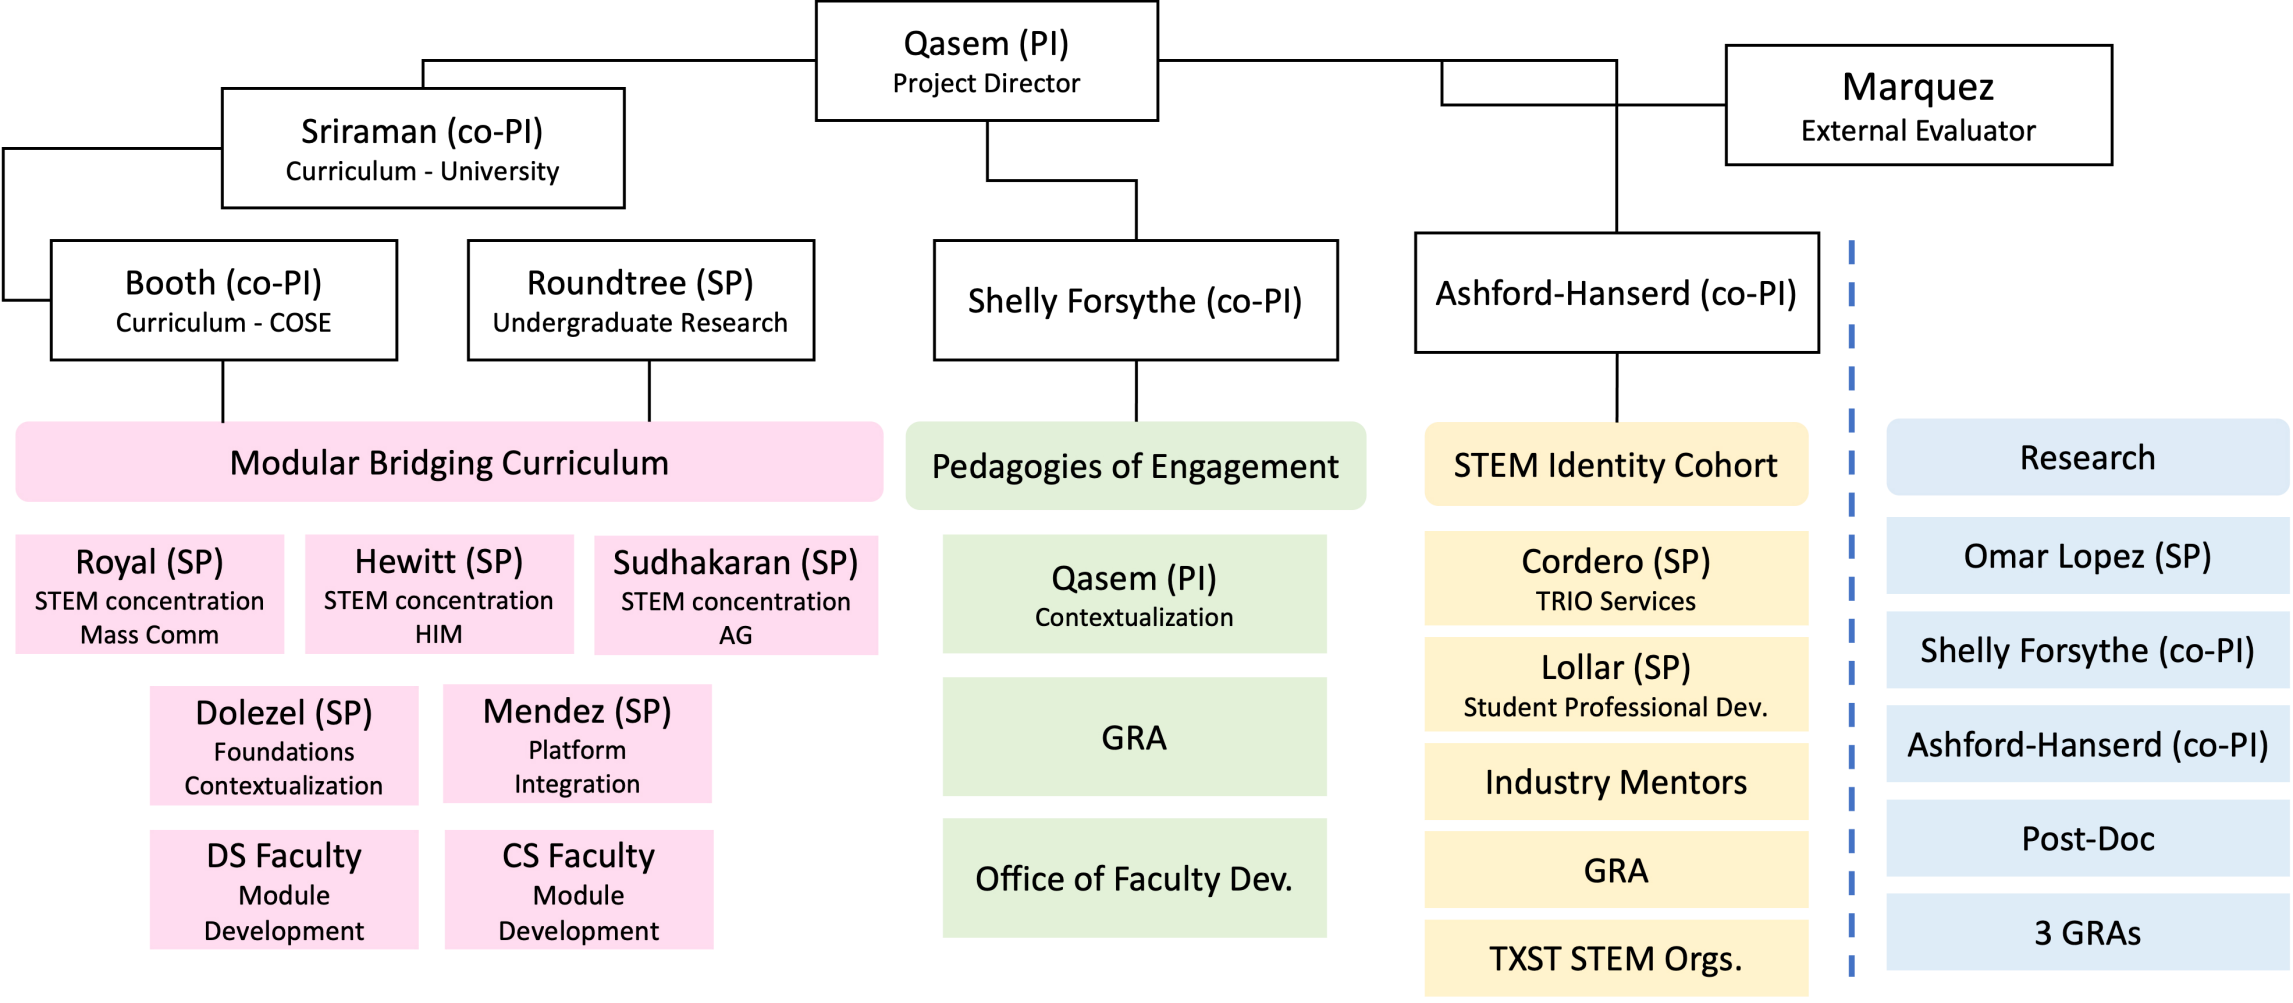 Qasem (PI)
Project Director
Marquez
External Evaluator
Sriraman (co-PI)
Curriculum - University
Booth (co-PI)
Curriculum - COSE
Roundtree (SP)
Undergraduate Research
Shelly Forsythe (co-PI)
Ashford-Hanserd (co-PI)
Modular Bridging Curriculum
Royal (SP)
STEM concentration
Mass Comm
Hewitt (SP)
STEM concentration
HIM
Sudhakaran (SP)
STEM concentration
AG
Dolezel (SP)
Foundations
Contextualization
Mendez (SP)
Platform
Integration
DS Faculty
Module
Development
CS Faculty
Module
Development
Pedagogies of Engagement
Qasem (PI)
Contextualization
GRA
Office of Faculty Dev.
STEM Identity Cohort
Cordero (SP)
TRIO Services
Lollar (SP)
Student Professional Dev.
Industry Mentors
GRA
TXST STEM Orgs.
Research
Omar Lopez (SP)
Shelly Forsythe (co-PI)
Ashford-Hanserd (co-PI)
Post-Doc
3 GRAs